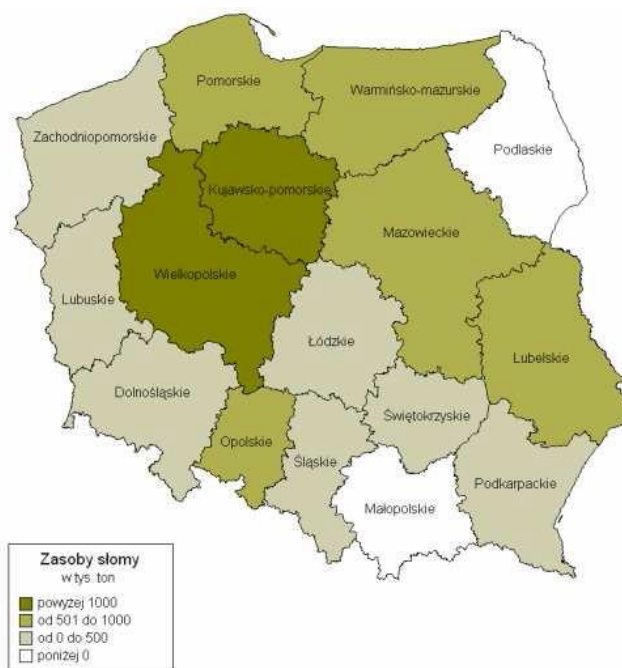 Pomorskie
Warmińsko-mazurskie
Zachodniopomorskie
Podlaskie
Kujawsko-pomorskie
Mazowieckie
Wielkopolskie
Lubuskie
Łódzkie
Lubelskie
Dolnośląskie
Świętokrzyskie
Opolskie
Śląskie
Podkarpackie
Małopolskie
Zasoby słomy
w tys. ton
powyżej 1000
od 501 do 1000
od 0 do 500
poniżej 0